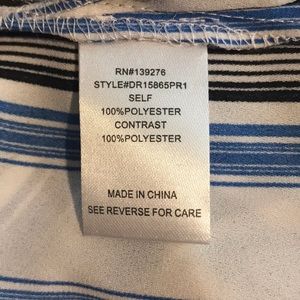 RN#139276
STYLE#DR15865PR1
SELF
100%POLYESTER
CONTRAST
100%POLYESTER
MADE IN CHINA
SEE REVERSE FOR CARE